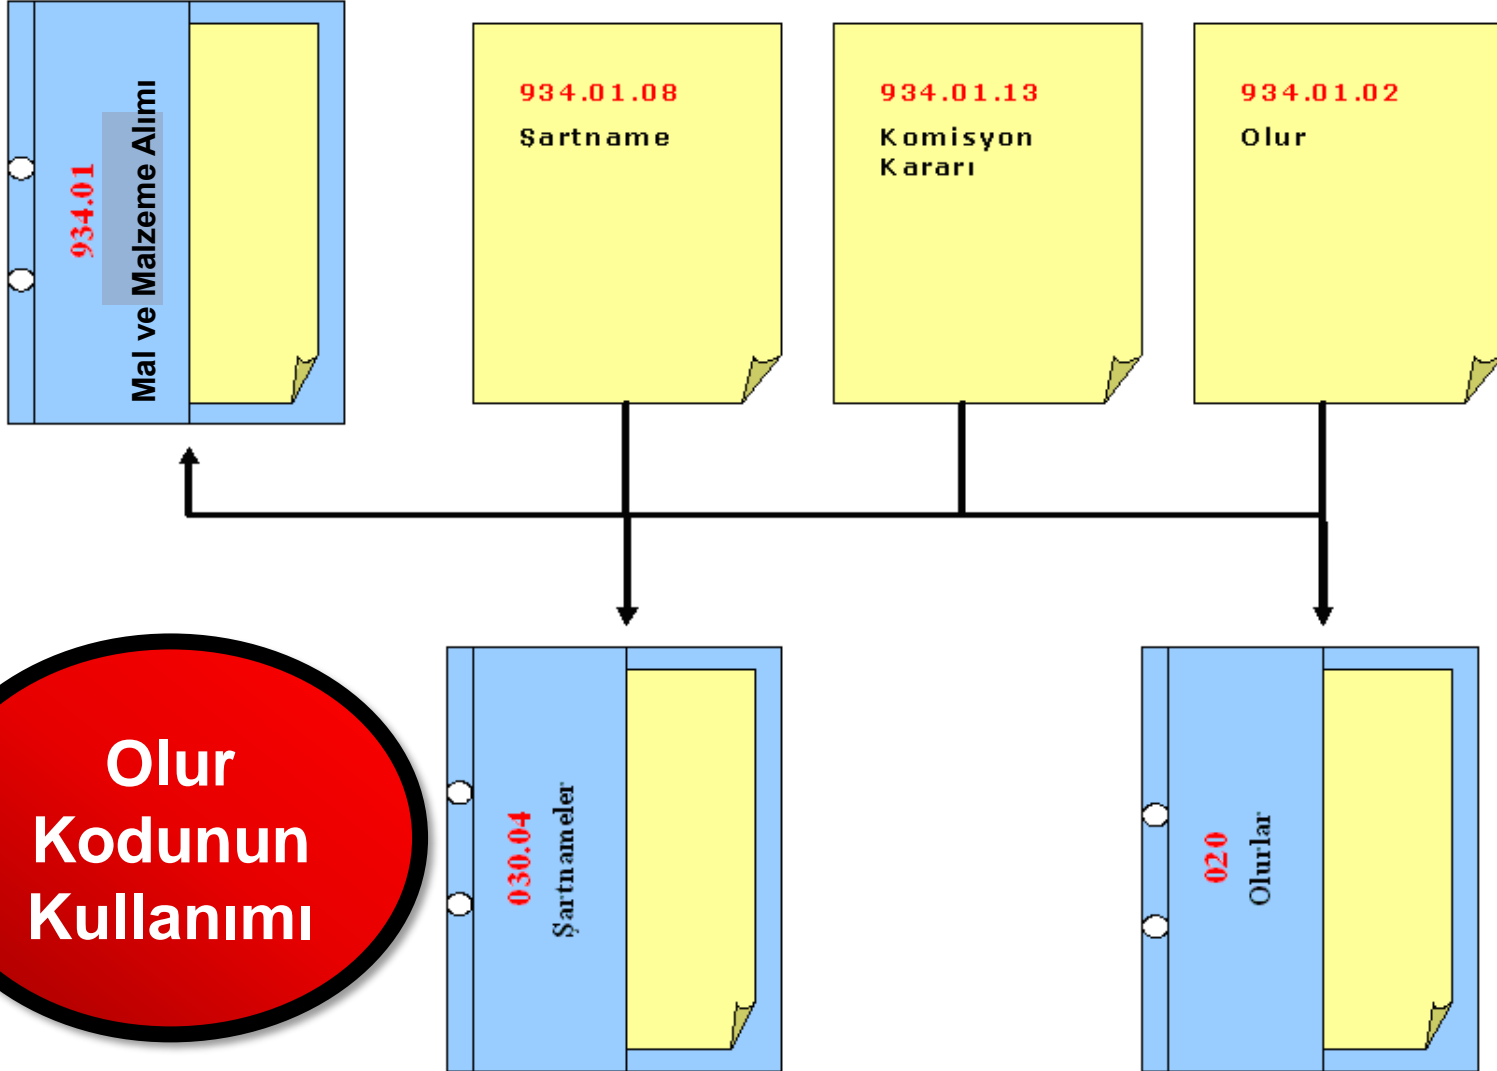 934.01
Mal ve Malzeme Alımı
934.01.08
Şartname
934.01.13
Komisyon
Kararı
934.01.02
Olur
Olur
Kodunun
Kullanımı
030.04
Şartnameler
020
Olurlar